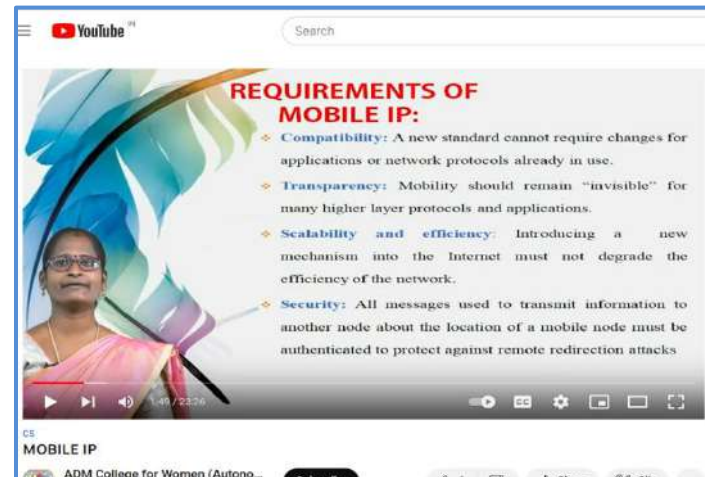 YouTube IN
Search
REQUIREMENTS OF
MOBILE IP:
Compatibility: A new standard cannot require changes for
applications or network protocols already in use.
Transparency: Mobility should remain "invisible" for
many higher layer protocols and applications.
Scalability and efficiency: Introducing a new
mechanism into the Internet must not degrade the
efficiency of the network.
Security: All messages used to transmit information to
another node about the location of a mobile node must be
authenticated to protect against remote redirection attacks
1:49 / 23:26
CC
CS
MOBILE IP
ADM College for Women (Autono...